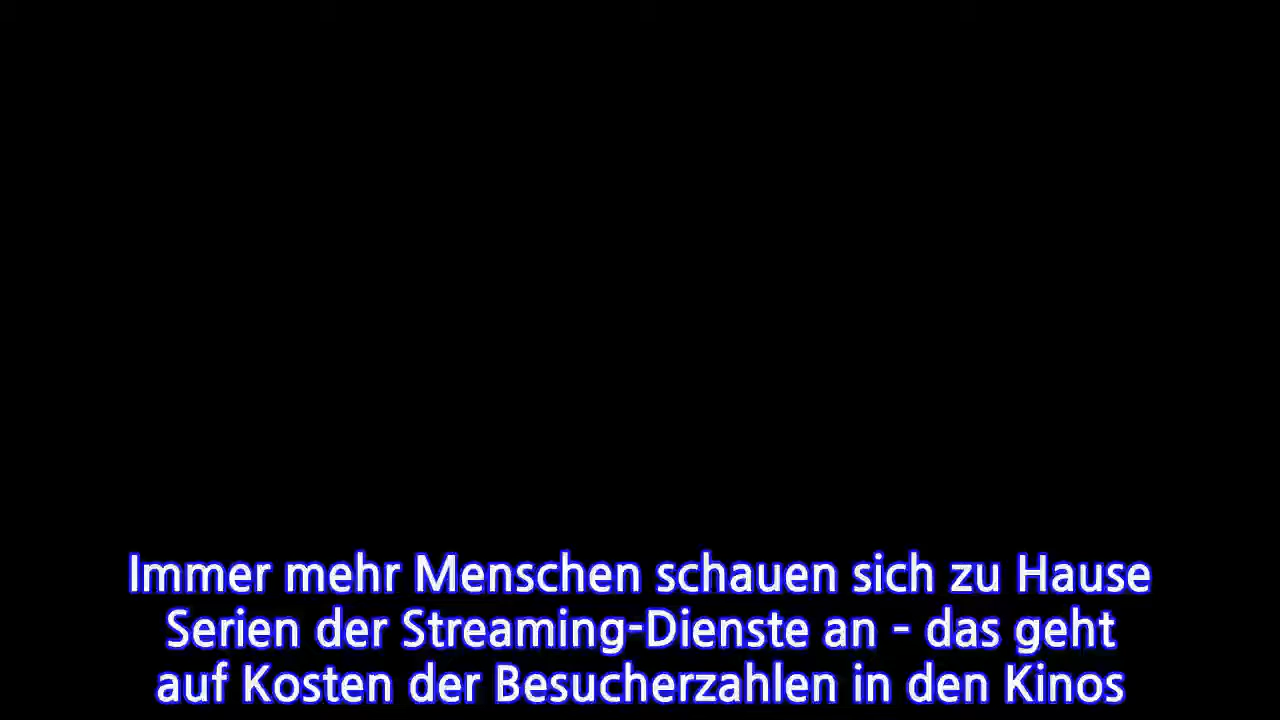 Immer mehr Menschen schauen sich zu Hause
Serien der Streaming-Dienste an - das geht
auf Kosten der Besucherzahlen in den Kinos